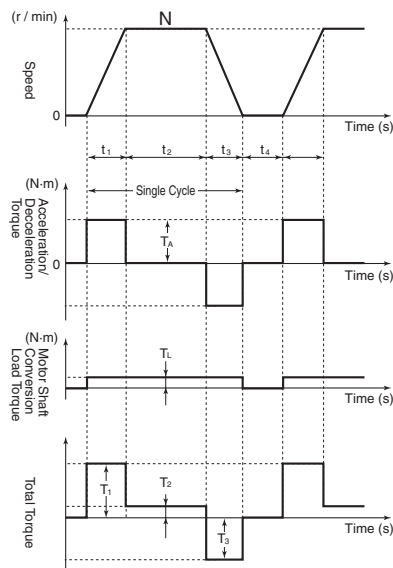 (r / min)
N
Speed
0
Time (s)
t1
t2
t3
t4
(N·m)
Single Cycle
Acceleration/
Decceleration
Torque
TA
0
Time (s)
(N·m)
Motor Shaft
Conversion
Load Torque
TL
Time (s)
Total Torque
T1
T2
T3
Time (s)